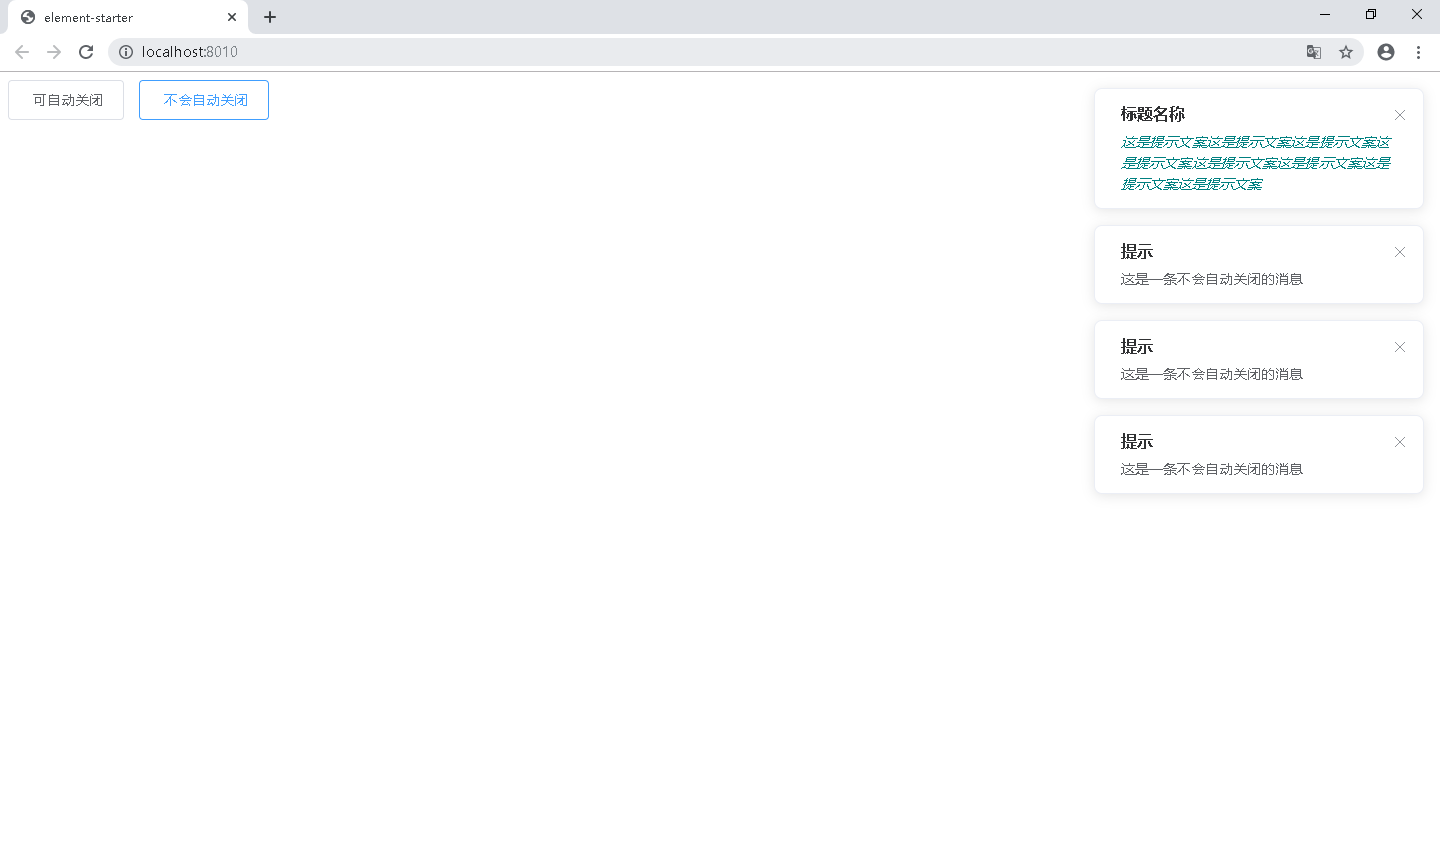 element-starter
localhost:8010
可自动关闭
不会自动关闭
标题名称
这是提示文案这是提示文案这是提示文案这
是提示文案这是提示文案这是提示文案这是
提示文案这是提示文案
提示
这是一条不会自动关闭的消息
提示
这是一条不会自动关闭的消息
提示
这是一条不会自动关闭的消息